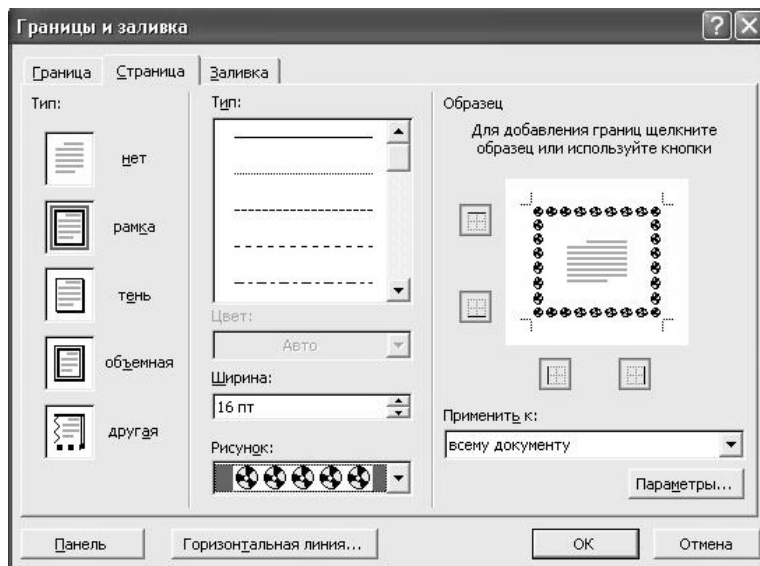 Границы и заливка
Граница
Страница
Заливка
Тип:
нет
рамка
тень
объемная
другая
Тип:
Цвет:
Авто
Ширина:
16 пт
Рисунок:
Образец
Для добавления границ щелкните
образец или используйте кнопки
Применить к:
всему документу
Параметры...
Панель
Горизонтальная линия...
ОК
Отмена